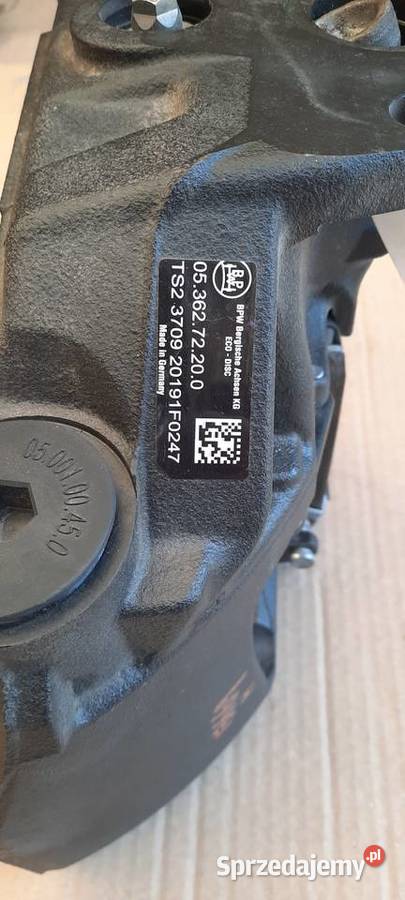 BPW
BPW Bergische Achsen KG
ECO - DISC
05.362.72.20.0
TS2 3709 20191F0247
Made in Germany
05.001.00.45.0
Sprzedajemy.pl